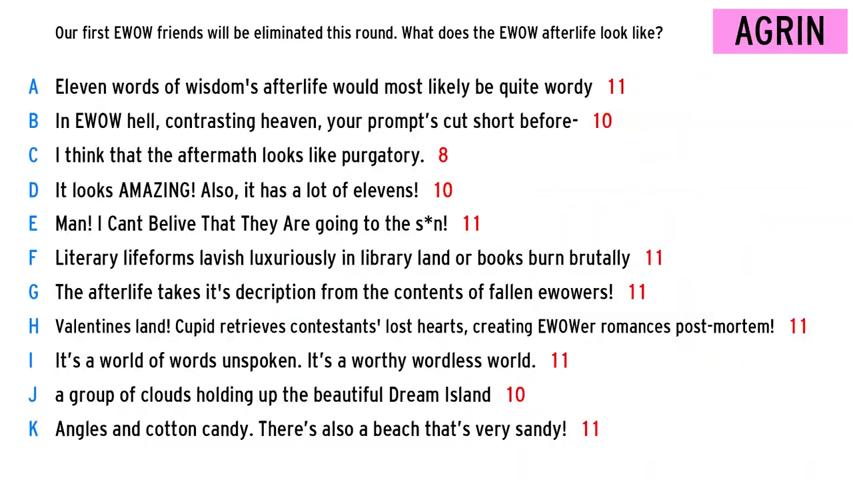 Our first EWOW friends will be eliminated this round. What does the EWOW afterlife look like?
AGRIN
A Eleven words of wisdom's afterlife would most likely be quite wordy 11
B In EWOW hell, contrasting heaven, your prompt's cut short before- 10
C I think that the aftermath looks like purgatory. 8
D It looks AMAZING! Also, it has a lot of elevens! 10
E Man! I Cant Belive That They Are going to the s*n! 11
F Literary lifeforms lavish luxuriously in library land or books burn brutally 11
G The afterlife takes it's decription from the contents of fallen ewowers! 11
H Valentines land! Cupid retrieves contestants' lost hearts, creating EWOWer romances post-mortem! 11
I It's a world of words unspoken. It's a worthy wordless world. 11
J a group of clouds holding up the beautiful Dream Island 10
K Angles and cotton candy. There's also a beach that's very sandy! 11